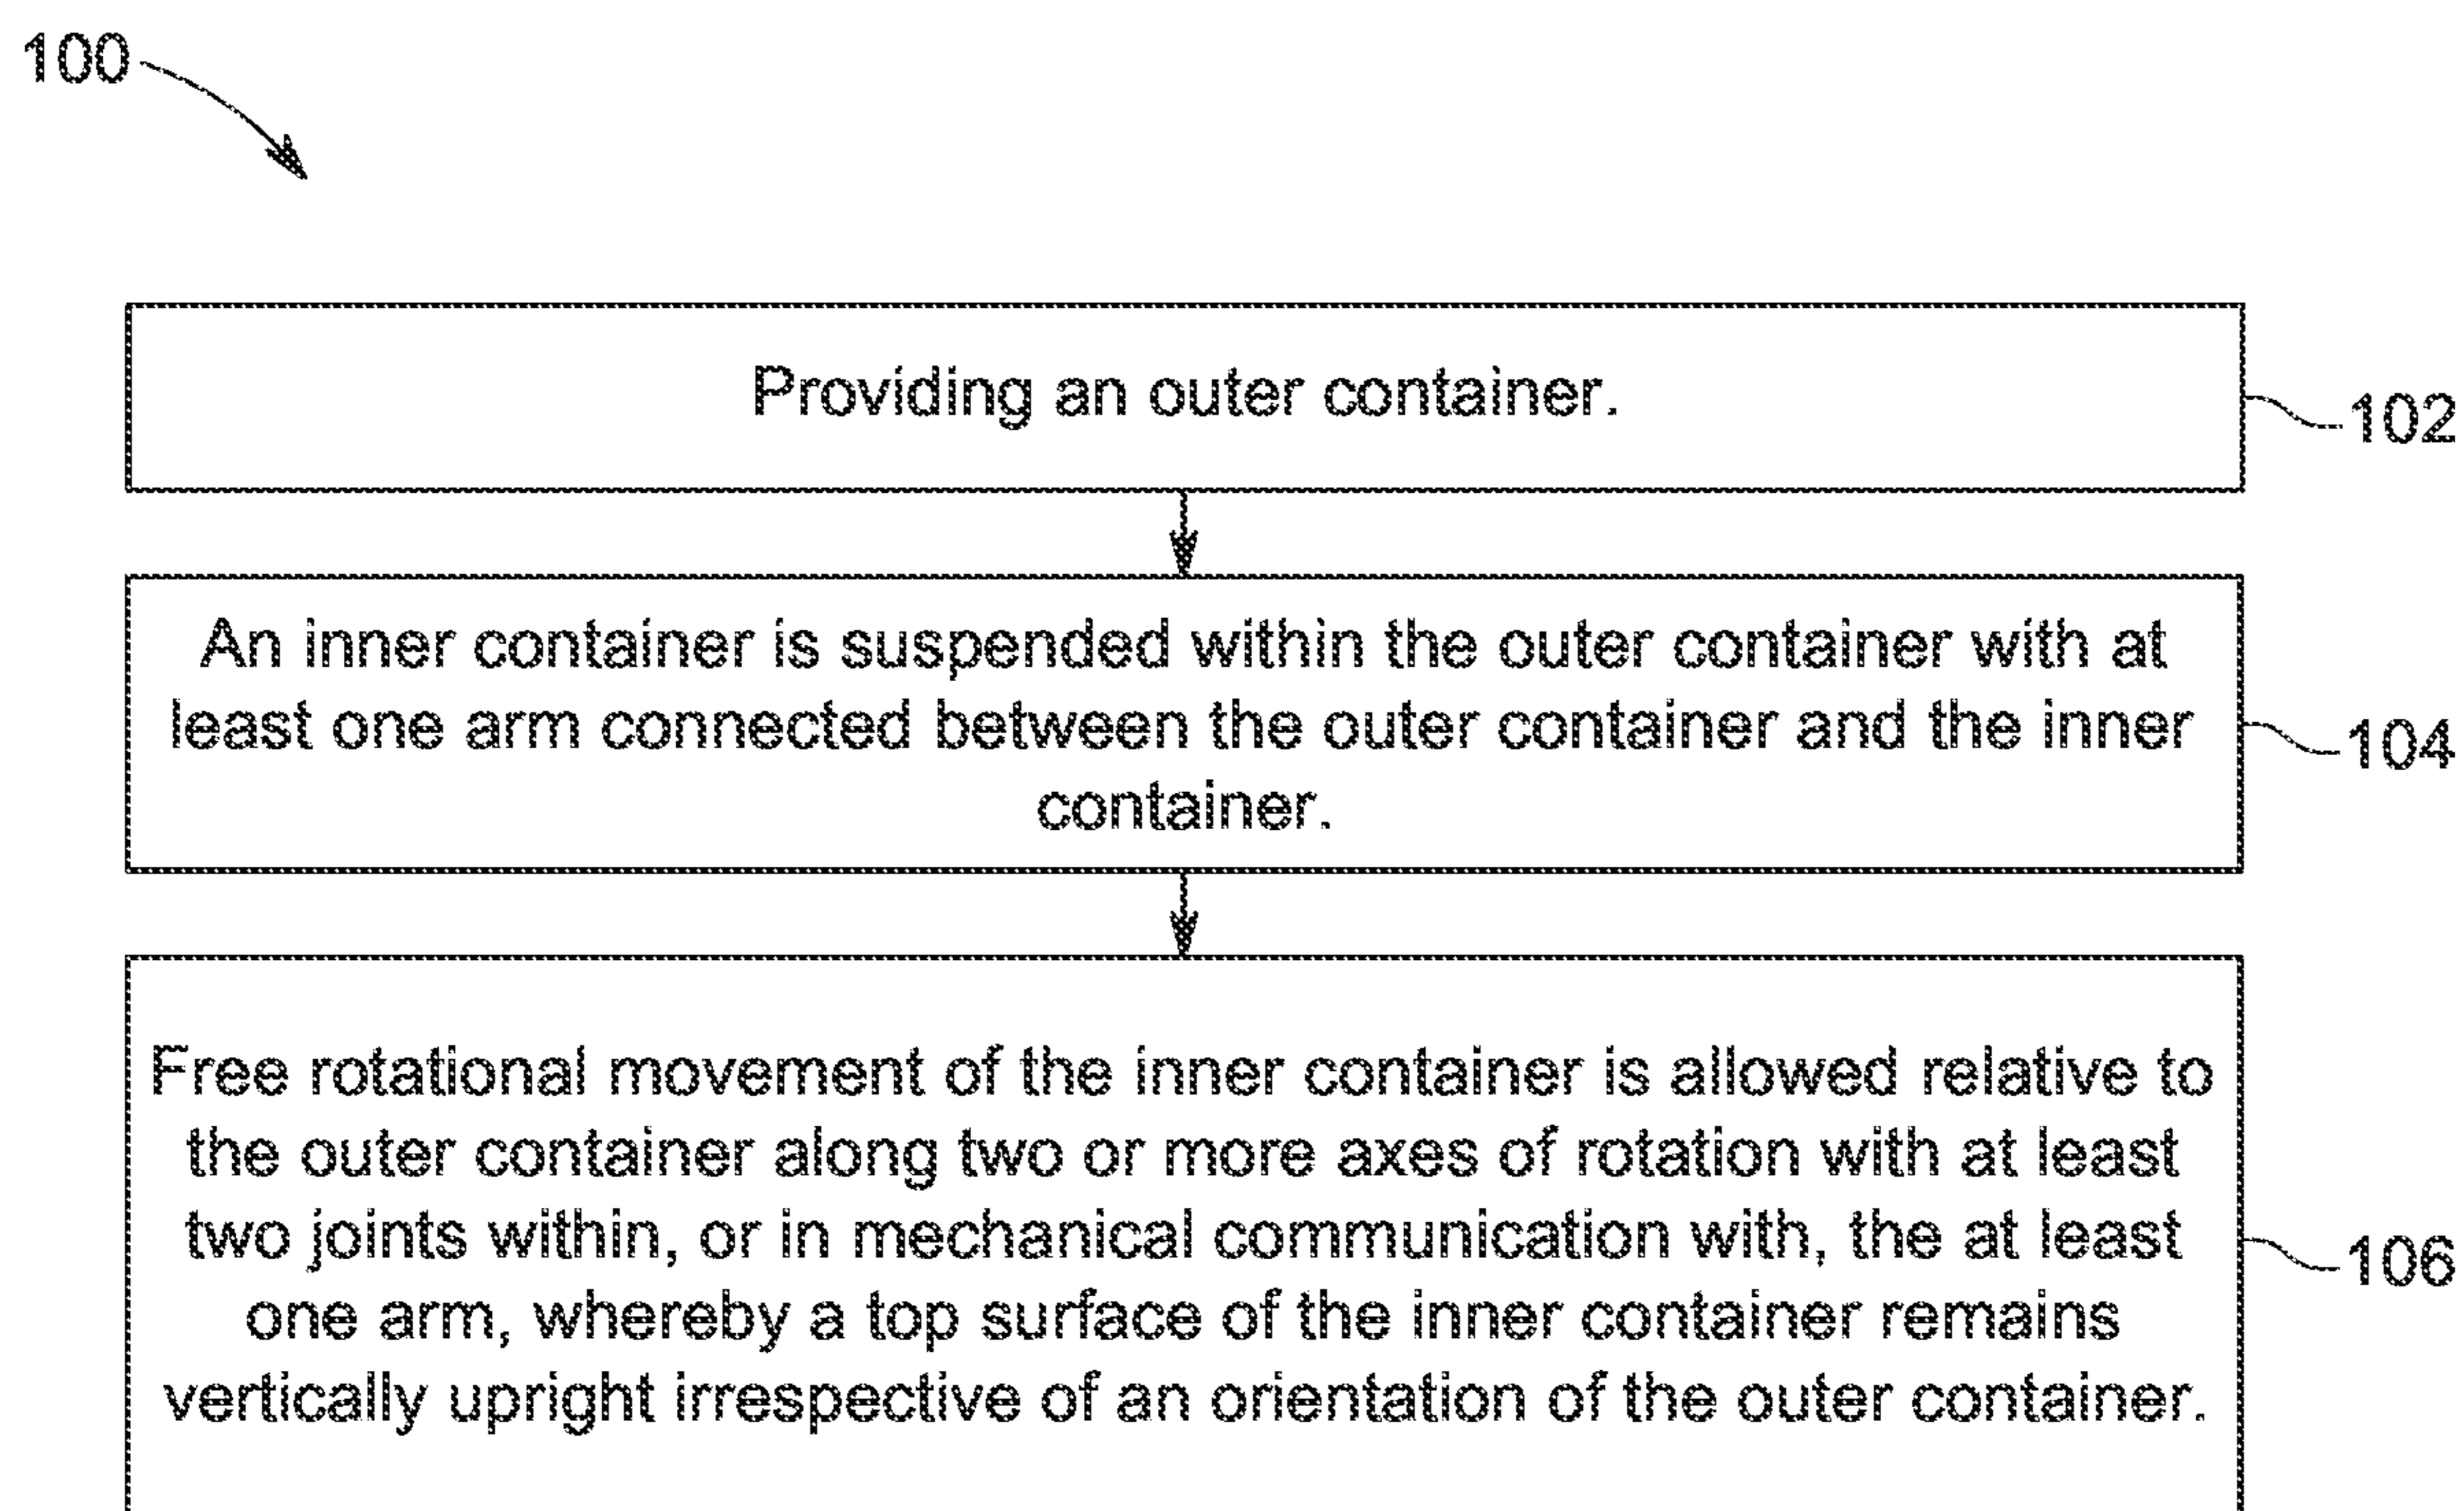 100
Providing an outer container.
102
An inner container is suspended within the outer container with at
least one arm connected between the outer container and the inner
container.
104
Free rotational movement of the inner container is allowed relative to
the outer container along two or more axes of rotation with at least
two joints within, or in mechanical communication with, the at least
one arm, whereby a top surface of the inner container remains
vertically upright irrespective of an orientation of the outer container.
106